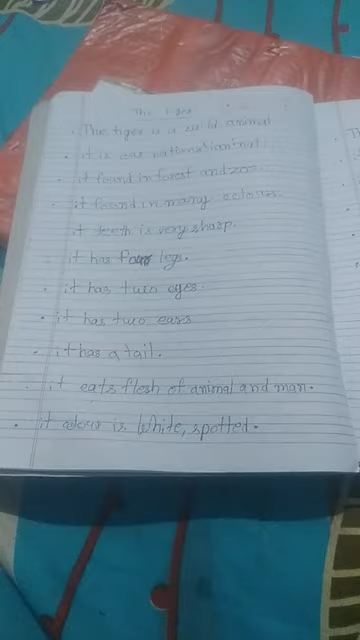 The tiger
The tiger is a wild animal
it is our national animal
it found in forest and zoo.
it found in many colours.
it teeth is very sharp.
it has four legs.
it has two eyes.
it has two ears
it has a tail.
it eats flesh of animal and man.
it colour is White, spotted.